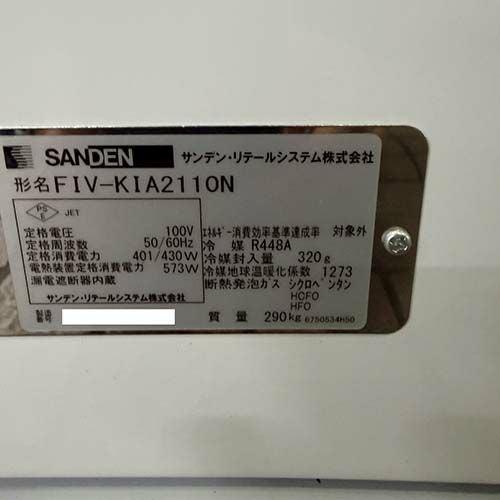 SANDEN サンデン・リテールシステム株式会社
形名 FIV-KIA2110N
PS E JET
定格電圧 100V
定格周波数 50/60Hz
定格消費電力 401/430W
電熱装置定格消費電力 573W
漏電遮断器内蔵
サンデン・リテールシステム株式会社
エネルギー消費効率基準達成率 対象外
冷媒 R448A
冷媒封入量 320g
冷媒地球温暖化係数 1273
断熱発泡ガス シクロペンタン
HCFO
HFO
製造番号
質量 290kg 6750534H50